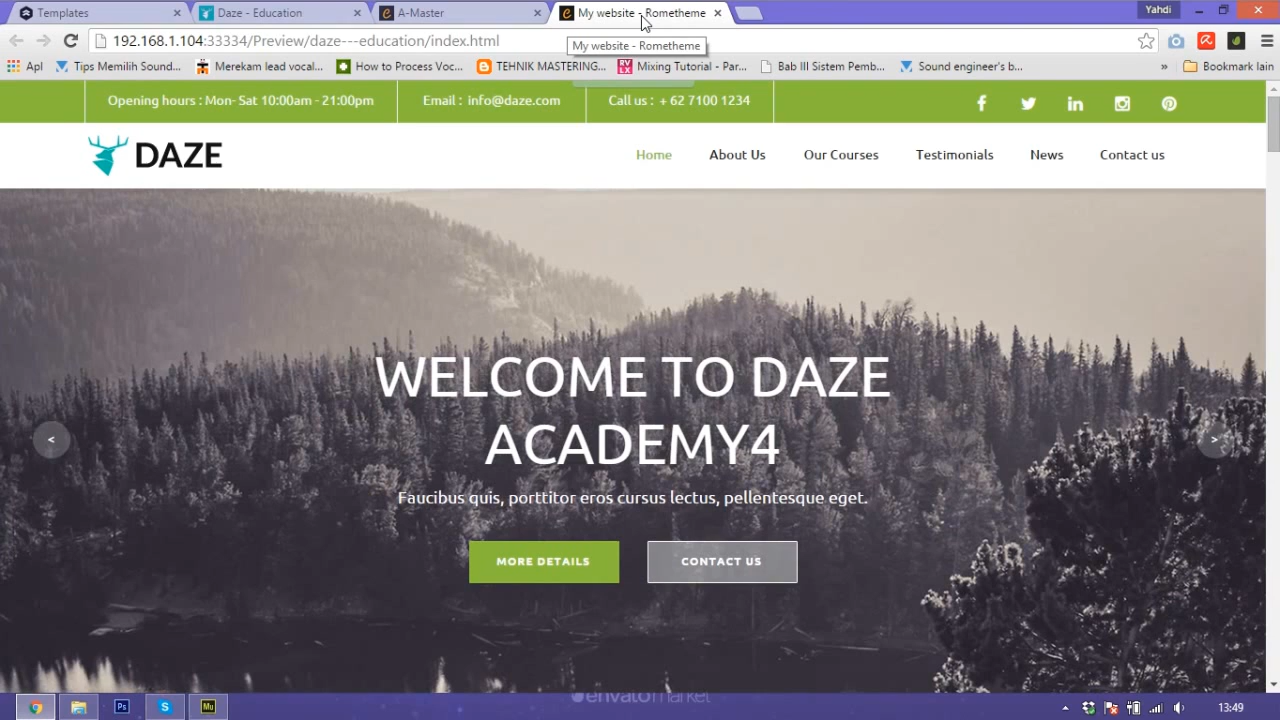 Templates
Daze - Education
A-Master
My website - Rometheme
Yahdi
192.168.1.104:33334/Preview/daze---education/index.html
My website - Rometheme
Apl
Tips Memilih Sound...
Merekam lead vocal...
How to Process Voc...
TEHNIK MASTERING...
Mixing Tutorial - Par...
Bab III Sistem Pemb...
Sound engineer's b...
»
Bookmark lain
Opening hours : Mon- Sat 10:00am - 21:00pm
Email : info@daze.com
Call us : + 62 7100 1234
DAZE
Home
About Us
Our Courses
Testimonials
News
Contact us
WELCOME TO DAZE
ACADEMY4
<
>
Faucibus quis, porttitor eros cursus lectus, pellentesque eget.
MORE DETAILS
CONTACT US
envatomarket
Ps
S
Mu
13:49